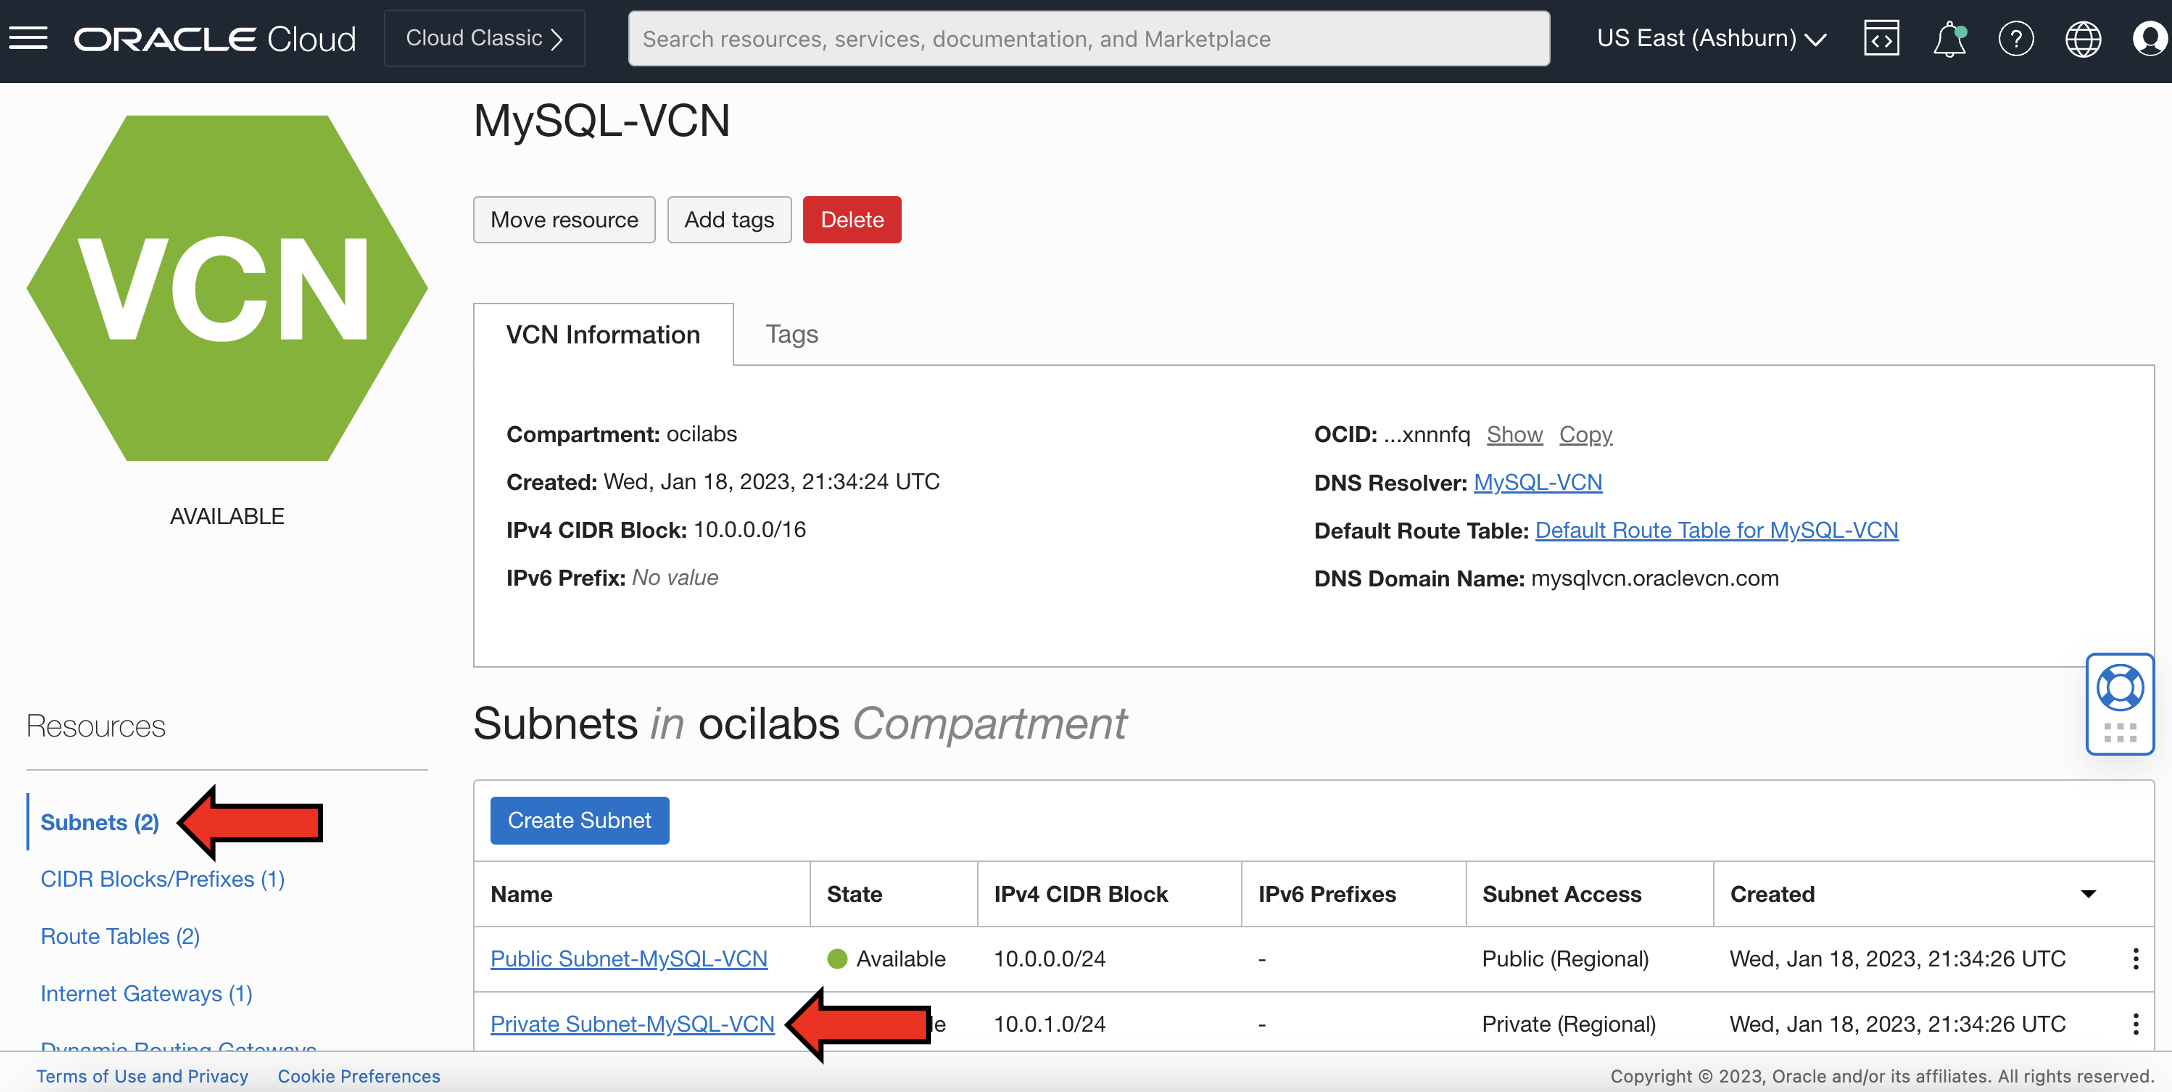 ORACLE Cloud
Cloud Classic
Search resources, services, documentation, and Marketplace
US East (Ashburn)
VCN
AVAILABLE
MySQL-VCN
Move resource
Add tags
Delete
VCN Information
Tags
Compartment: ocilabs
Created: Wed, Jan 18, 2023, 21:34:24 UTC
IPv4 CIDR Block: 10.0.0.0/16
IPv6 Prefix: No value
OCID: ...xnnnfq Show Copy
DNS Resolver: MySQL-VCN
Default Route Table: Default Route Table for MySQL-VCN
DNS Domain Name: mysqlvcn.oraclevcn.com
Resources
Subnets (2)
CIDR Blocks/Prefixes (1)
Route Tables (2)
Internet Gateways (1)
Dynamic Routing Gateways
Subnets in ocilabs Compartment
Create Subnet
Name State IPv4 CIDR Block IPv6 Prefixes Subnet Access Created
Public Subnet-MySQL-VCN Available 10.0.0.0/24 - Public (Regional) Wed, Jan 18, 2023, 21:34:26 UTC
Private Subnet-MySQL-VCN 10.0.1.0/24 - Private (Regional) Wed, Jan 18, 2023, 21:34:26 UTC
Terms of Use and Privacy Cookie Preferences
Copyright © 2023, Oracle and/or its affiliates. All rights reserved.